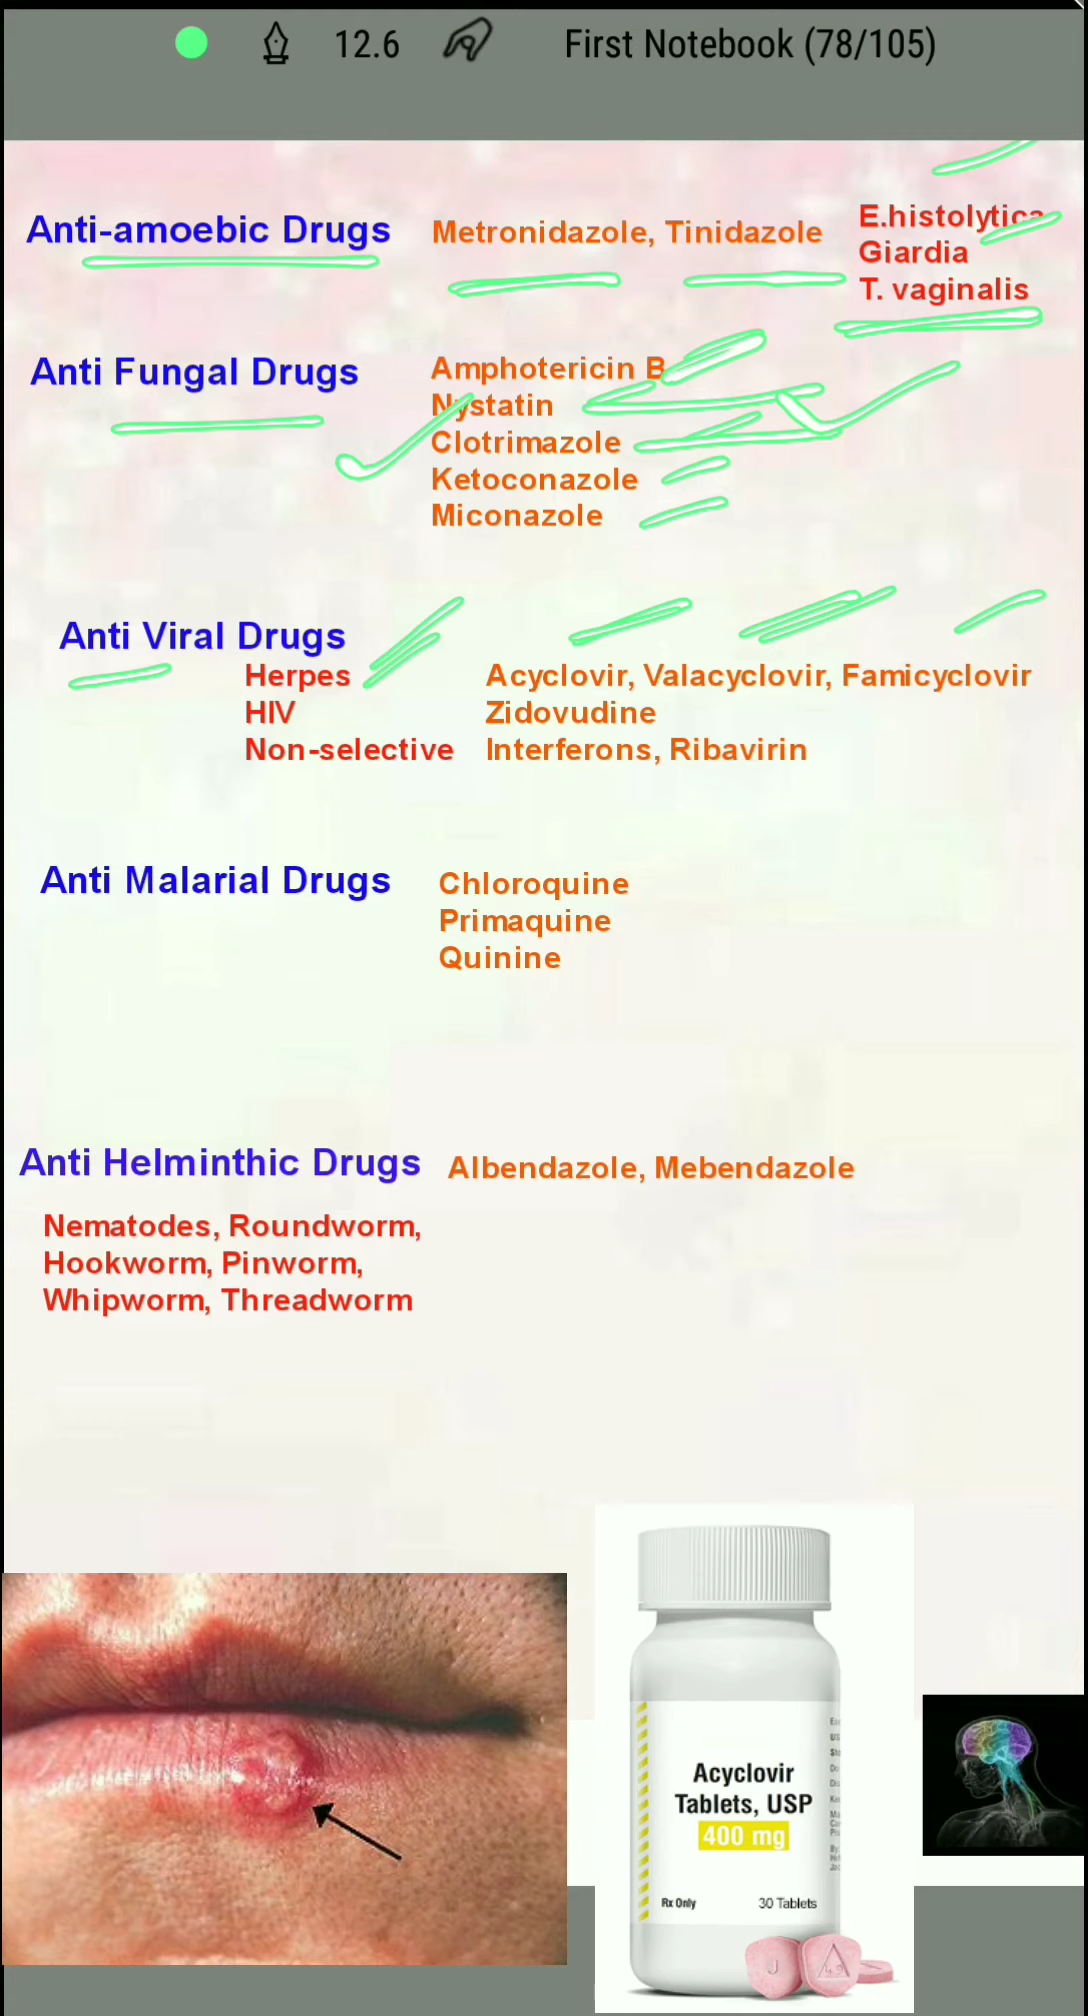 12.6 First Notebook (78/105)
Anti-amoebic Drugs Metronidazole, Tinidazole
E.histolytica
Giardia
T. vaginalis
Anti Fungal Drugs
Amphotericin B
Nystatin
Clotrimazole
Ketoconazole
Miconazole
Anti Viral Drugs
Herpes Acyclovir, Valacyclovir, Famicyclovir
HIV Zidovudine
Non-selective Interferons, Ribavirin
Anti Malarial Drugs
Chloroquine
Primaquine
Quinine
Anti Helminthic Drugs Albendazole, Mebendazole
Nematodes, Roundworm,
Hookworm, Pinworm,
Whipworm, Threadworm
Acyclovir
Tablets, USP
400 mg
Rx Only 30 Tablets
J